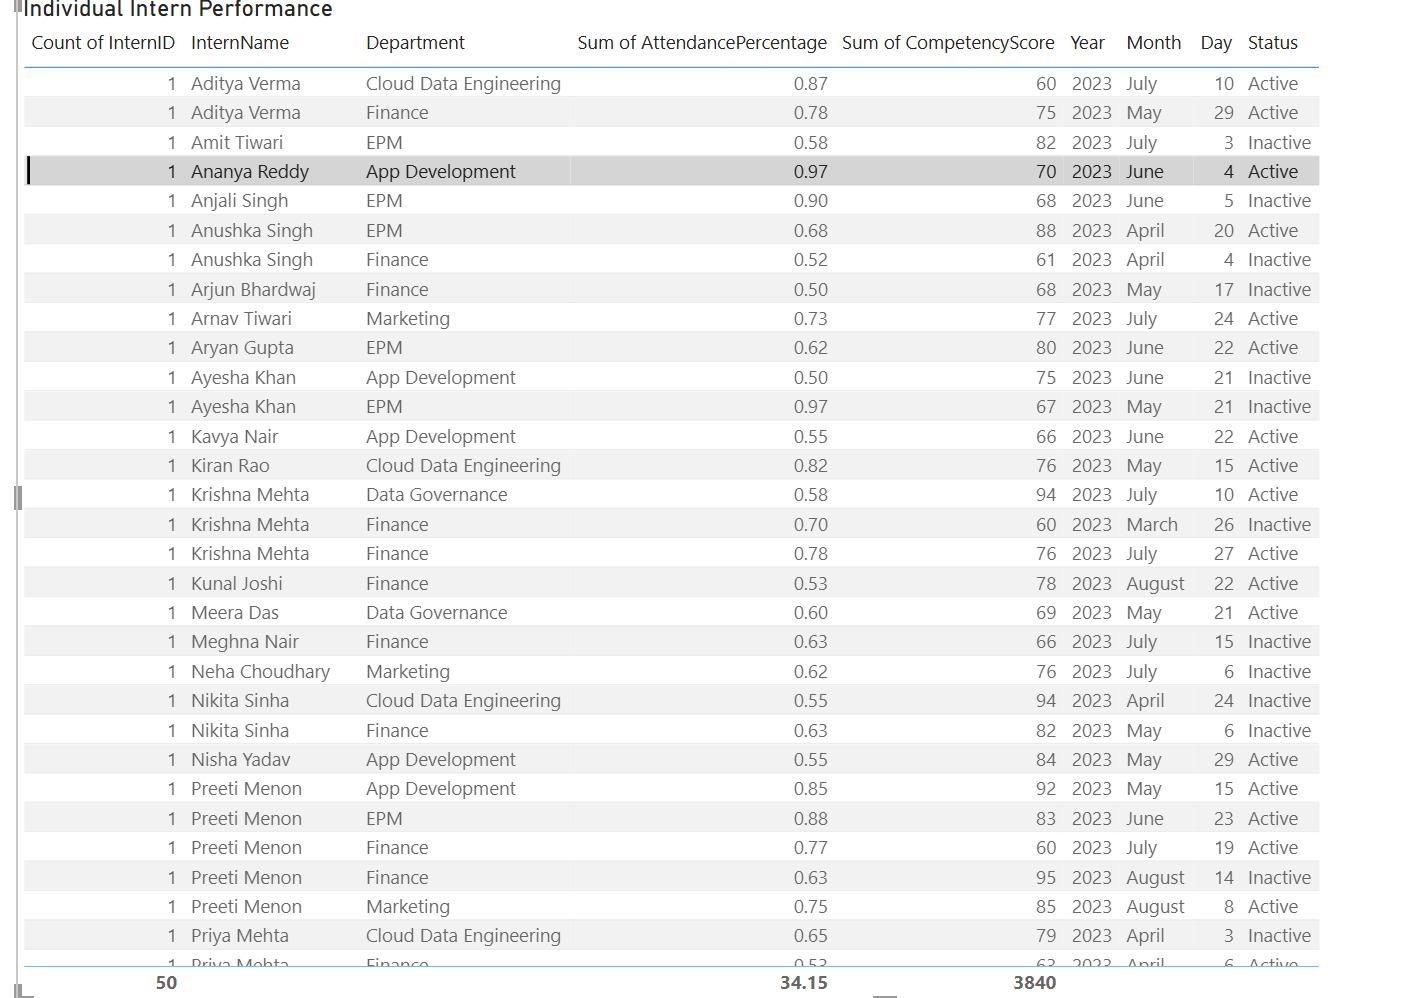 Individual Intern Performance
Count of InternID InternName Department Sum of AttendancePercentage Sum of CompetencyScore Year Month Day Status
1 Aditya Verma Cloud Data Engineering 0.87 60 2023 July 10 Active
1 Aditya Verma Finance 0.78 75 2023 May 29 Active
1 Amit Tiwari EPM 0.58 82 2023 July 3 Inactive
1 Ananya Reddy App Development 0.97 70 2023 June 4 Active
1 Anjali Singh EPM 0.90 68 2023 June 5 Inactive
1 Anushka Singh EPM 0.68 88 2023 April 20 Active
1 Anushka Singh Finance 0.52 61 2023 April 4 Inactive
1 Arjun Bhardwaj Finance 0.50 68 2023 May 17 Inactive
1 Arnav Tiwari Marketing 0.73 77 2023 July 24 Active
1 Aryan Gupta EPM 0.62 80 2023 June 22 Active
1 Ayesha Khan App Development 0.50 75 2023 June 21 Inactive
1 Ayesha Khan EPM 0.97 67 2023 May 21 Inactive
1 Kavya Nair App Development 0.55 66 2023 June 22 Active
1 Kiran Rao Cloud Data Engineering 0.82 76 2023 May 15 Active
1 Krishna Mehta Data Governance 0.58 94 2023 July 10 Active
1 Krishna Mehta Finance 0.70 60 2023 March 26 Inactive
1 Krishna Mehta Finance 0.78 76 2023 July 27 Active
1 Kunal Joshi Finance 0.53 78 2023 August 22 Active
1 Meera Das Data Governance 0.60 69 2023 May 21 Active
1 Meghna Nair Finance 0.63 66 2023 July 15 Inactive
1 Neha Choudhary Marketing 0.62 76 2023 July 6 Inactive
1 Nikita Sinha Cloud Data Engineering 0.55 94 2023 April 24 Inactive
1 Nikita Sinha Finance 0.63 82 2023 May 6 Inactive
1 Nisha Yadav App Development 0.55 84 2023 May 29 Active
1 Preeti Menon App Development 0.85 92 2023 May 15 Active
1 Preeti Menon EPM 0.88 83 2023 June 23 Active
1 Preeti Menon Finance 0.77 60 2023 July 19 Active
1 Preeti Menon Finance 0.63 95 2023 August 14 Inactive
1 Preeti Menon Marketing 0.75 85 2023 August 8 Active
1 Priya Mehta Cloud Data Engineering 0.65 79 2023 April 3 Inactive
1 Priya Mehta Finance 2023 April Active
50 34.15 3840